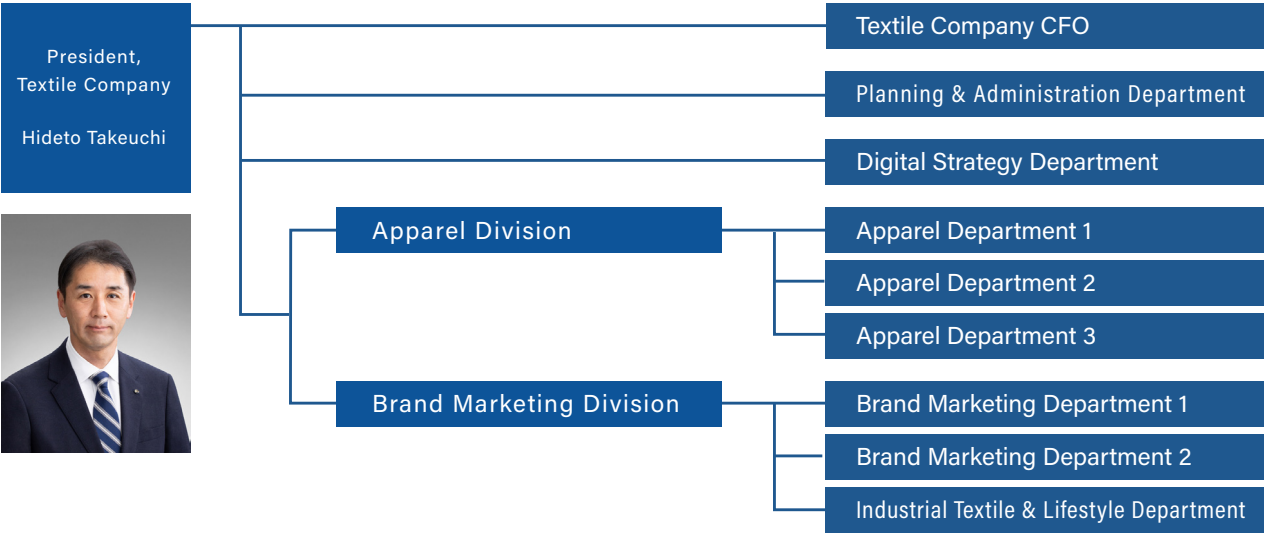 President,
Textile Company
Hideto Takeuchi
Textile Company CFO
Planning & Administration Department
Digital Strategy Department
Apparel Division
Apparel Department 1
Apparel Department 2
Apparel Department 3
Brand Marketing Division
Brand Marketing Department 1
Brand Marketing Department 2
Industrial Textile & Lifestyle Department